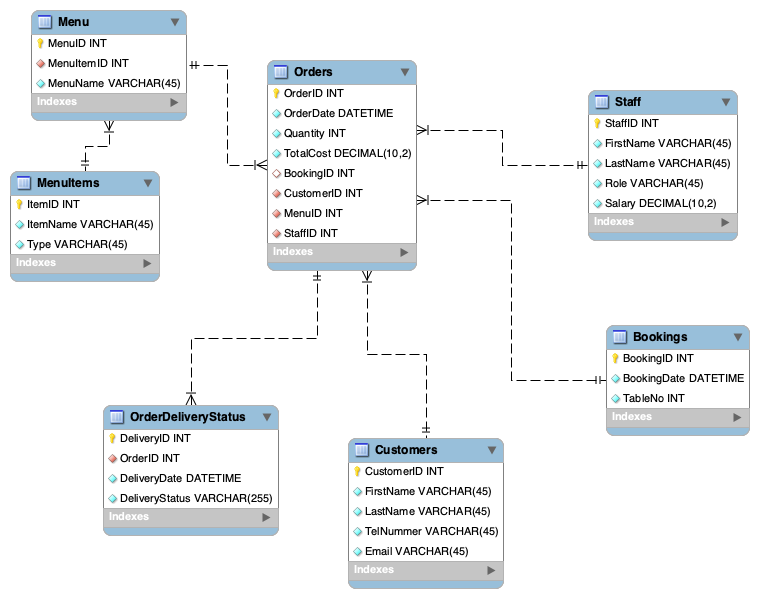 Menu
MenuID INT
MenuItemID INT
MenuName VARCHAR(45)
Indexes
MenuItems
ItemID INT
ItemName VARCHAR(45)
Type VARCHAR(45)
Indexes
Orders
OrderID INT
OrderDate DATETIME
Quantity INT
TotalCost DECIMAL(10,2)
BookingID INT
CustomerID INT
MenuID INT
StaffID INT
Indexes
Staff
StaffID INT
FirstName VARCHAR(45)
LastName VARCHAR(45)
Role VARCHAR(45)
Salary DECIMAL(10,2)
Indexes
Bookings
BookingID INT
BookingDate DATETIME
TableNo INT
Indexes
OrderDeliveryStatus
DeliveryID INT
OrderID INT
DeliveryDate DATETIME
DeliveryStatus VARCHAR(255)
Indexes
Customers
CustomerID INT
FirstName VARCHAR(45)
LastName VARCHAR(45)
TelNummer VARCHAR(45)
Email VARCHAR(45)
Indexes